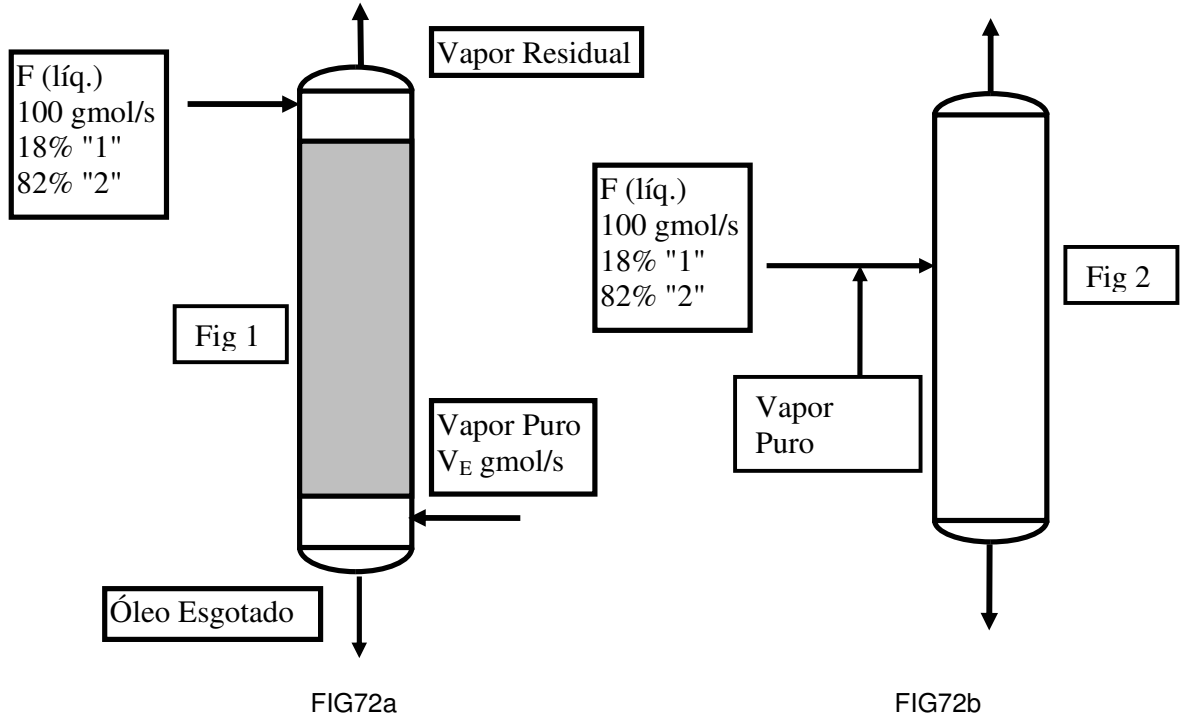 Vapor Residual
F (líq.)
100 gmol/s
18% "1"
82% "2"
Fig 1
Vapor Puro
V_E gmol/s
Óleo Esgotado
FIG72a
F (líq.)
100 gmol/s
18% "1"
82% "2"
Fig 2
Vapor
Puro
FIG72b